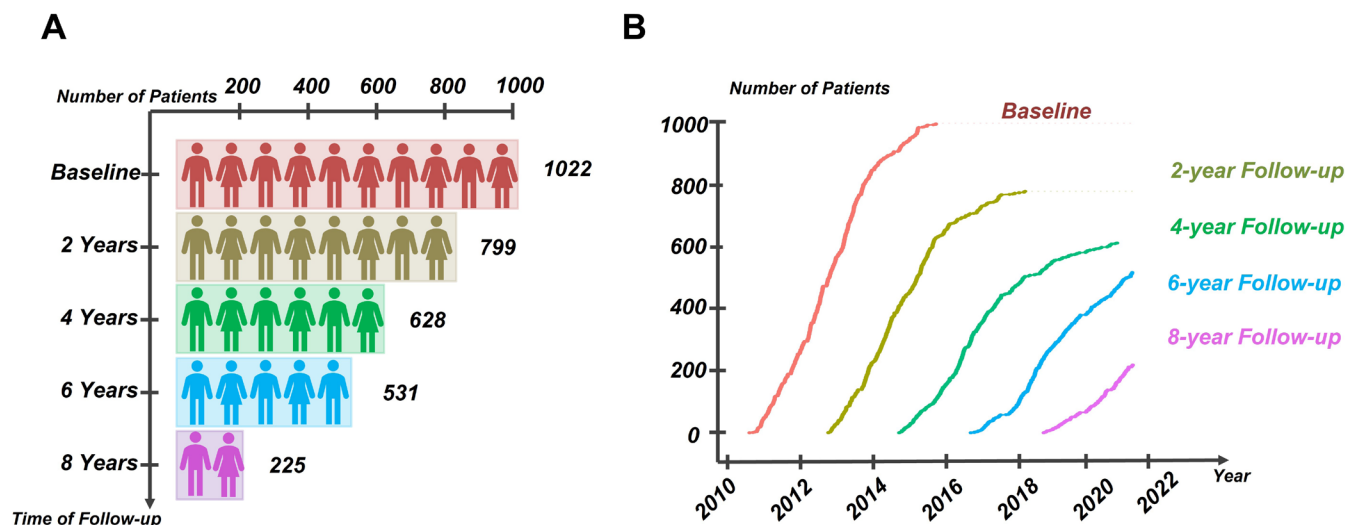 A
Number of Patients
200 400 600 800 1000
Baseline
1022
2 Years
799
4 Years
628
6 Years
531
8 Years
225
Time of Follow-up
B
Number of Patients
Baseline
1000
800
600
400
200
0
2-year Follow-up
4-year Follow-up
6-year Follow-up
8-year Follow-up
2010 2012 2014 2016 2018 2020 2022
Year